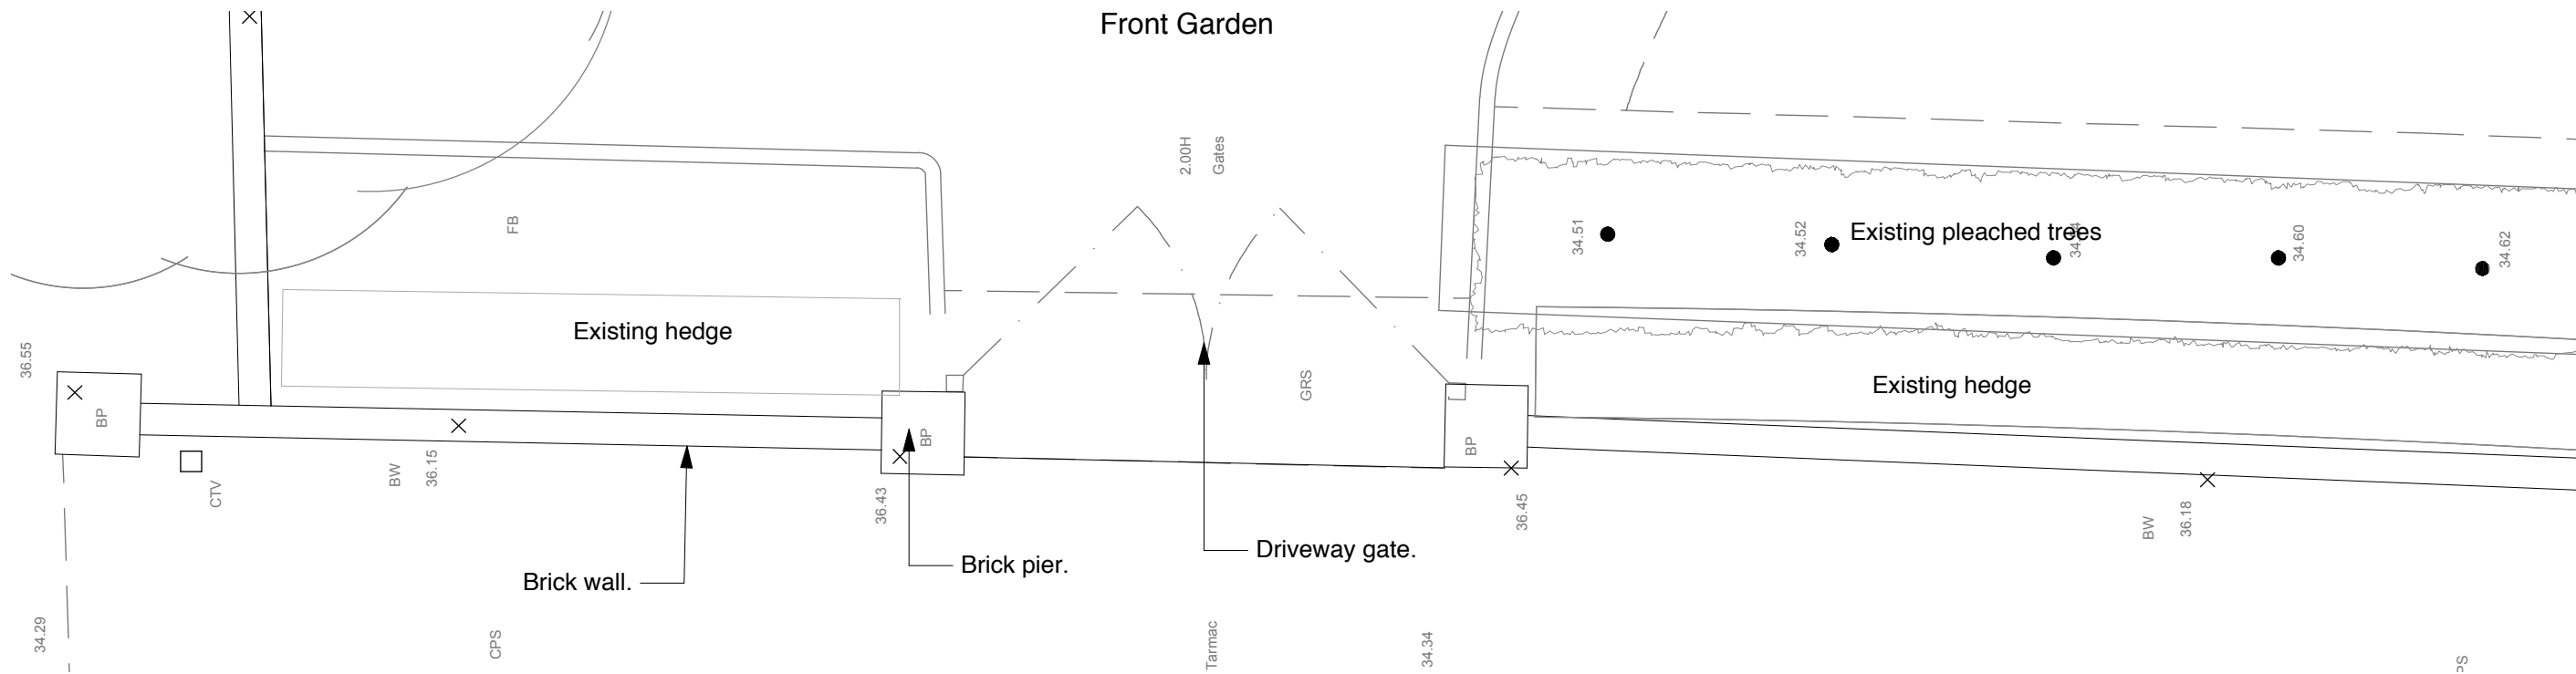 Front Garden
2.00H
Gates
FB
34.51
34.52
Existing pleached trees
34.60
34.62
Existing hedge
36.55
GRS
Existing hedge
BP
BP
BP
BW
36.15
CTV
36.43
36.45
BW
36.18
Driveway gate.
Brick pier.
Brick wall.
34.29
CPS
Tarmac
34.34
PS